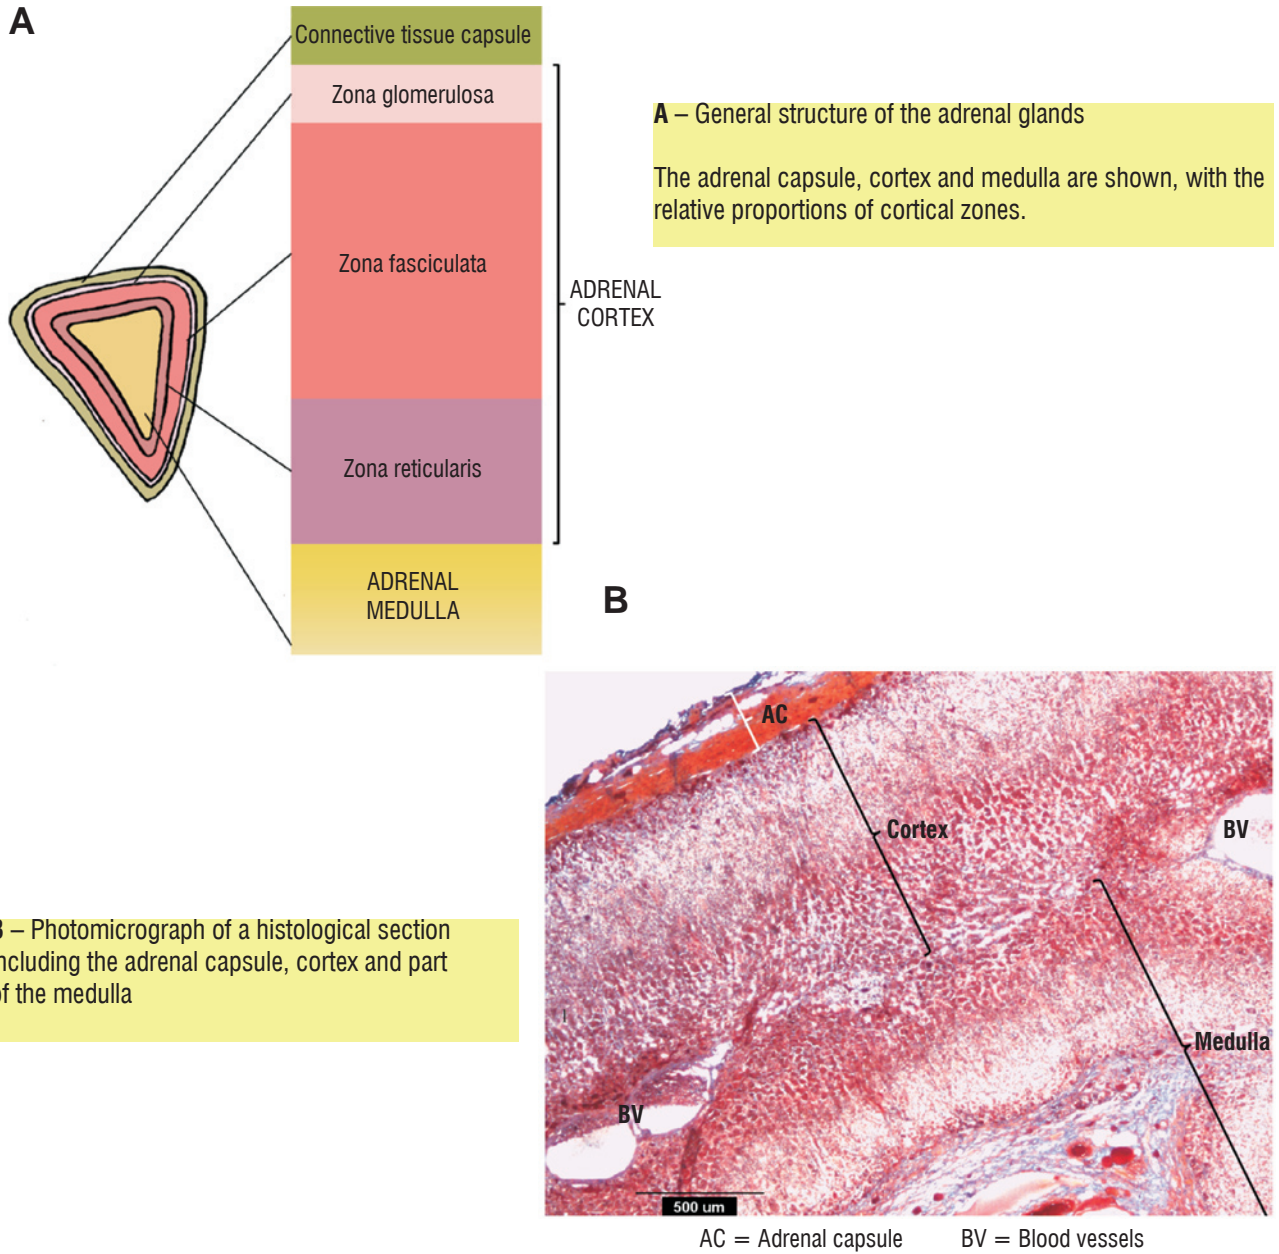 A
Connective tissue capsule
Zona glomerulosa
Zona fasciculata
Zona reticularis
ADRENAL
MEDULLA
ADRENAL
CORTEX
A – General structure of the adrenal glands
The adrenal capsule, cortex and medulla are shown, with the
relative proportions of cortical zones.
B
AC
Cortex
BV
Medulla
BV
500 um
AC = Adrenal capsule BV = Blood vessels
B – Photomicrograph of a histological section
ncluding the adrenal capsule, cortex and part
of the medulla